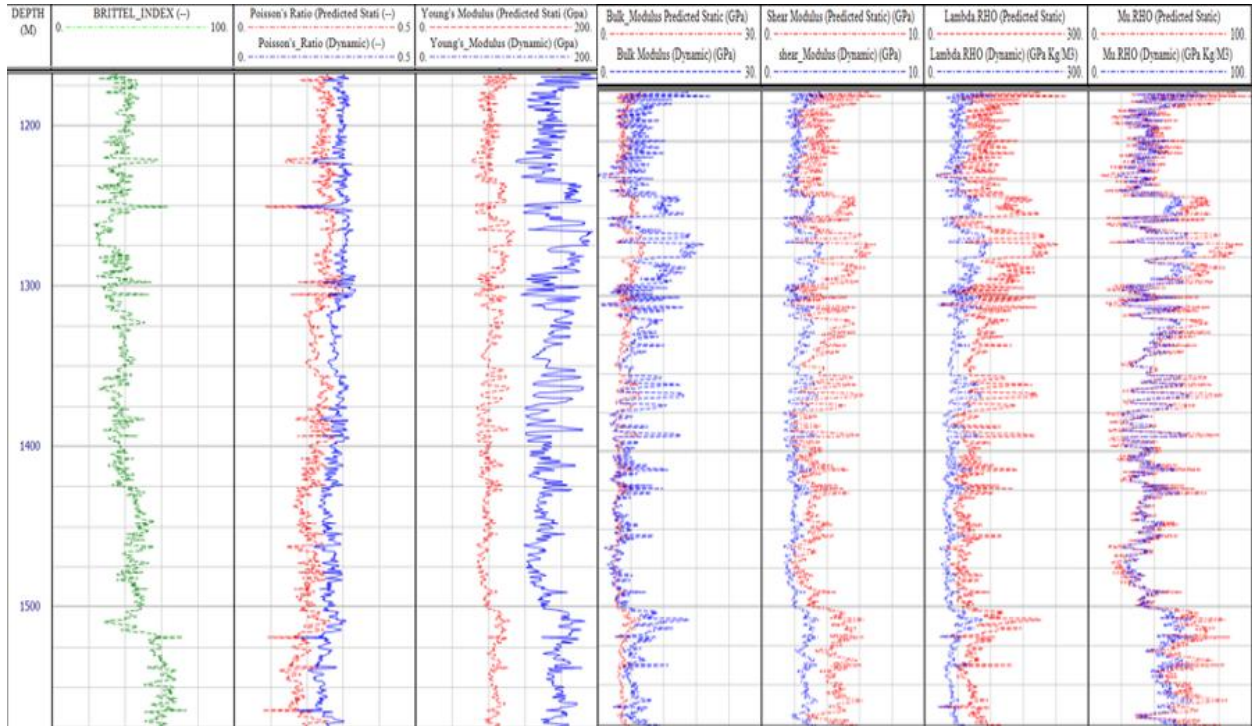 DEPTH
(M)
BRITTEL_INDEX (--)
0. 100.
Poisson's Ratio (Predicted Stati (--)
0. 0.5
Poisson's_Ratio (Dynamic) (--)
0. 0.5
Young's Modulus (Predicted Stati (Gpa)
0. 200.
Young's_Modulus (Dynamic) (Gpa)
0. 200.
Bulk_Modulus Predicted Static (GPa)
0. 30.
Bulk Modulus (Dynamic) (GPa)
0. 30.
Shear Modulus (Predicted Static) (GPa)
0. 10.
shear_Modulus (Dynamic) (GPa)
0. 10.
Lambda.RHO (Predicted Static)
0. 300.
Lambda.RHO (Dynamic) (GPa Kg/M3)
0. 300.
Mu.RHO (Predicted Static)
0. 100.
Mu.RHO (Dynamic) (GPa Kg/M3)
0. 100.
1200
1300
1400
1500